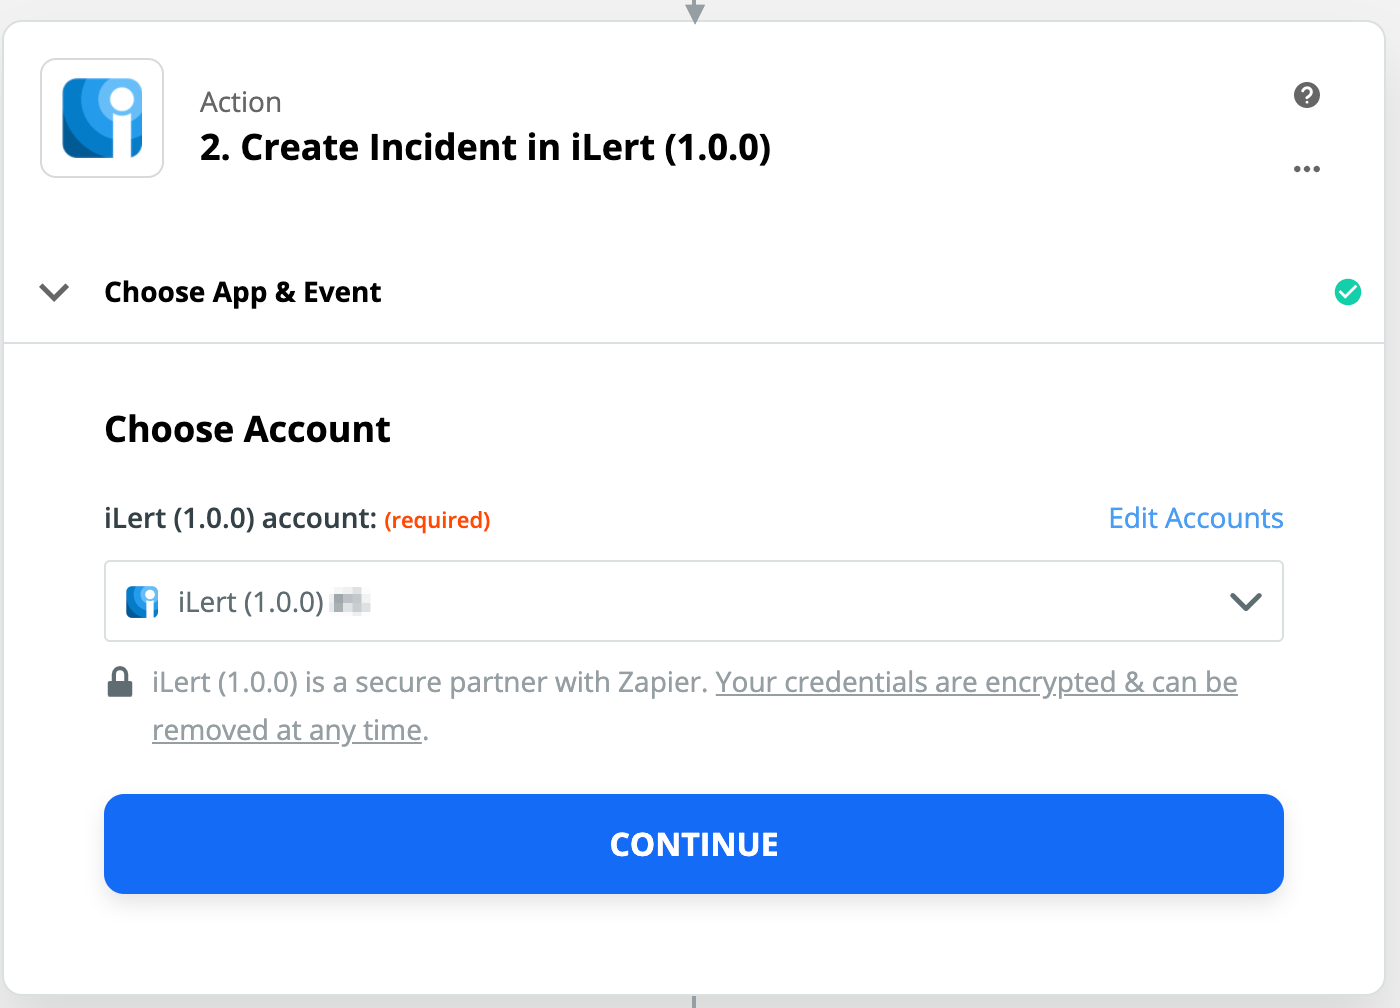 Action
2. Create Incident in iLert (1.0.0)
Choose App & Event
Choose Account
iLert (1.0.0) account: (required)
Edit Accounts
iLert (1.0.0)
iLert (1.0.0) is a secure partner with Zapier. Your credentials are encrypted & can be
removed at any time.
CONTINUE